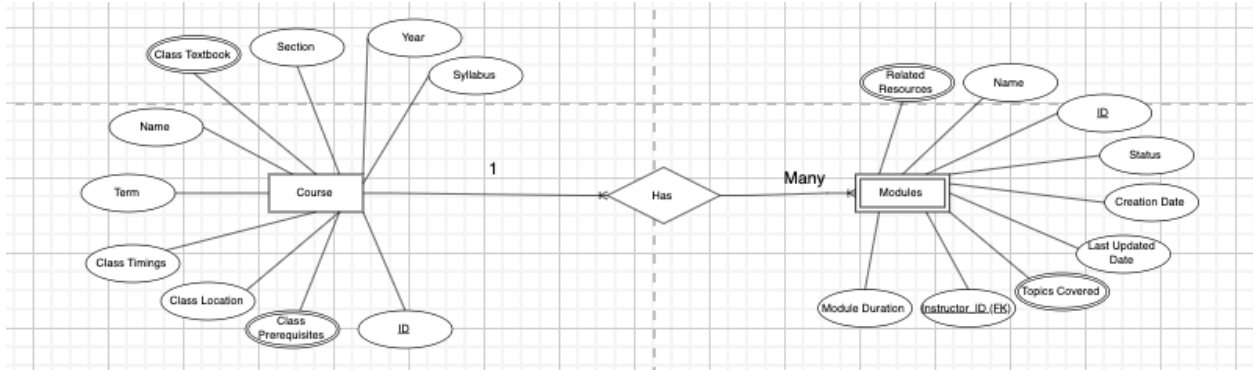 Year
Class Textbook
Section
Syllabus
Related
Resources
Name
ID
Name
Status
Course
1
Has
Many
Modules
Term
Creation Date
Last Updated
Date
Class Timings
Topics Covered
Class Location
Module Duration
Instructor_ID (FK)
Class
Prerequisites
ID